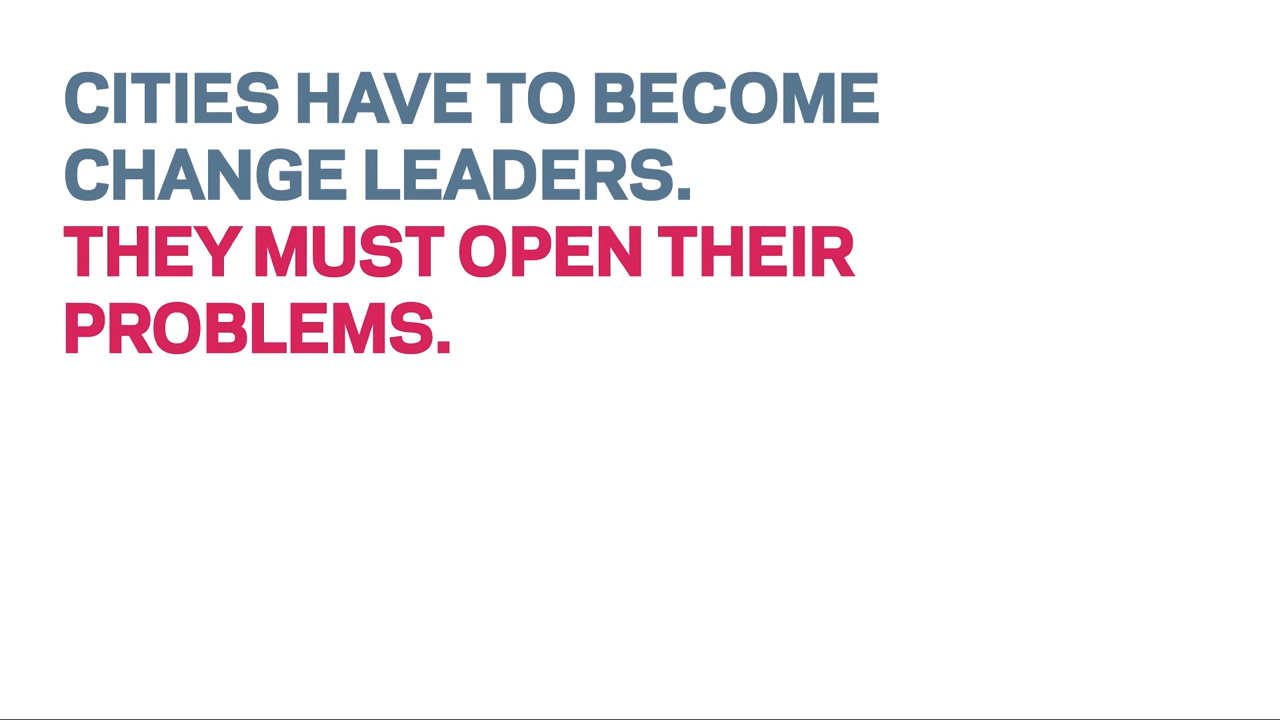 CITIES HAVE TO BECOME
CHANGE LEADERS.
THEY MUST OPEN THEIR
PROBLEMS.